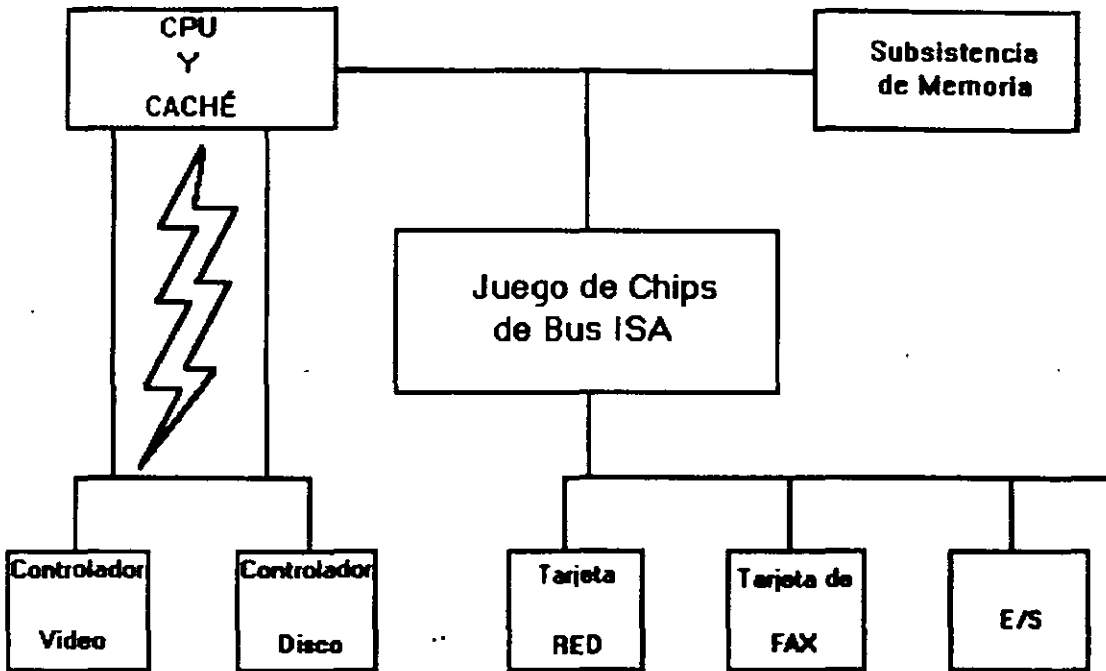 CPU
Y
CACHÉ
Subsistencia
de Memoria
Juego de Chips
de Bus ISA
Controlador
Video
Controlador
Disco
Tarjeta
RED
Tarjeta de
FAX
E/S